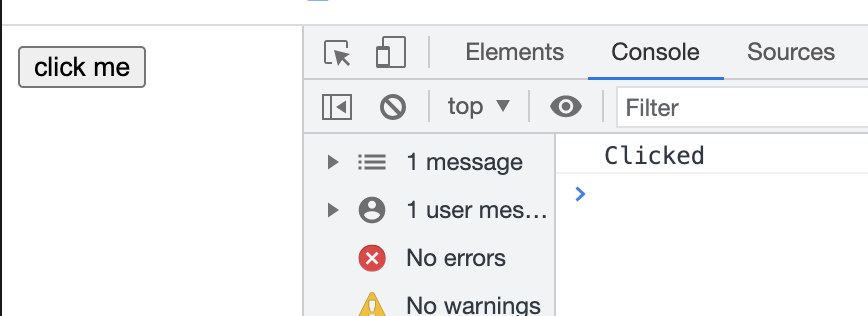 click me
Elements Console Sources
top Filter
1 message
Clicked
1 user mes...
No errors
No warnings